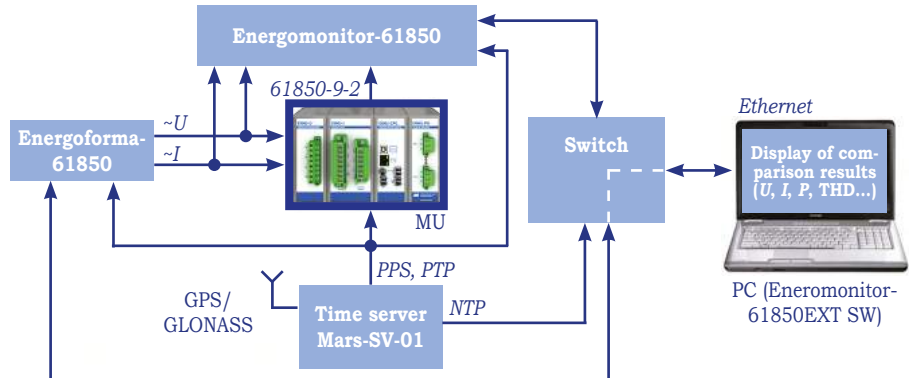 Energomonitor-61850
61850-9-2
Energoforma-
61850
~U
~I
MU
Switch
Ethernet
Display of com-
parison results
(U, I, P, THD...)
PC (Eneromonitor-
61850EXT SW)
PPS, PTP
GPS/
GLONASS
Time server
Mars-SV-01
NTP